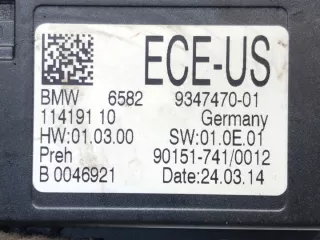 ECE-US
BMW 6582 9347470-01
114191 10 Germany
HW:01.03.00 SW:01.0E.01
Preh 90151-741/0012
B 0046921 Date:24.03.14